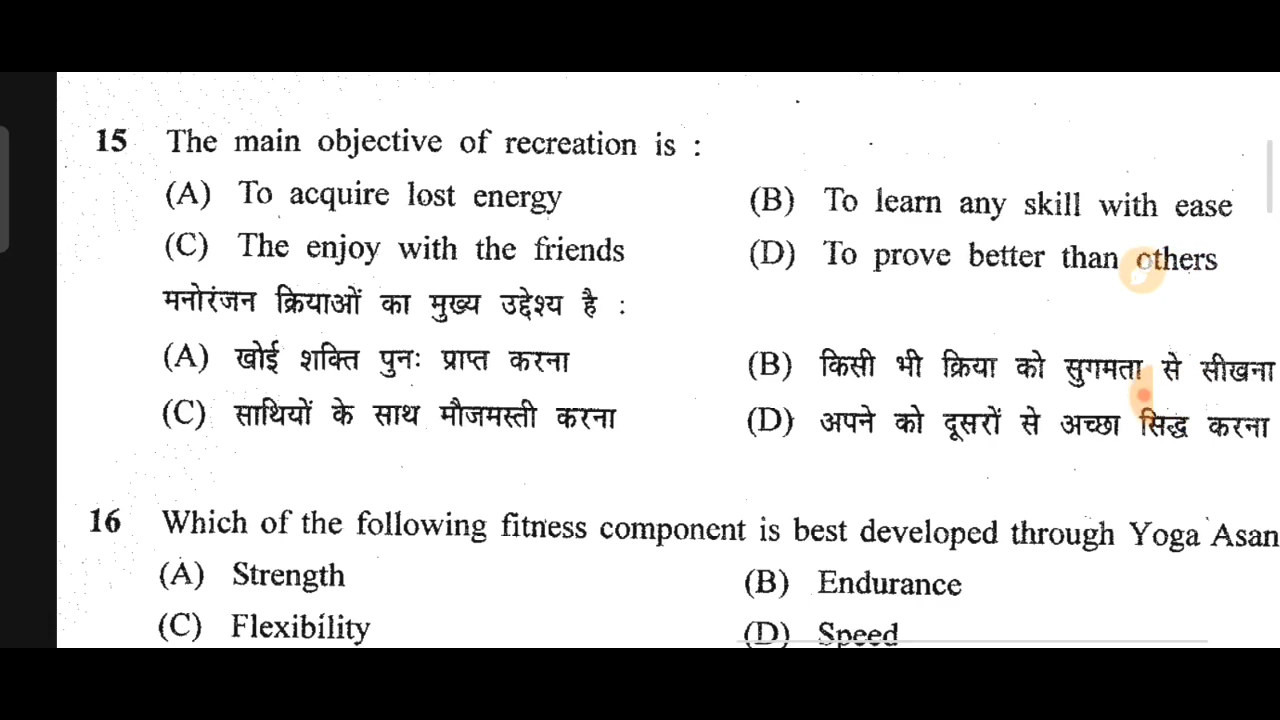 15 The main objective of recreation is :
(A) To acquire lost energy (B) To learn any skill with ease
(C) The enjoy with the friends (D) To prove better than others
मनोरंजन क्रियाओं का मुख्य उद्देश्य है :
(A) खोई शक्ति पुनः प्राप्त करना (B) किसी भी क्रिया को सुगमता से सीखना
(C) साथियों के साथ मौजमस्ती करना (D) अपने को दूसरों से अच्छा सिद्ध करना
16 Which of the following fitness component is best developed through Yoga Asan
(A) Strength (B) Endurance
(C) Flexibility (D) Speed